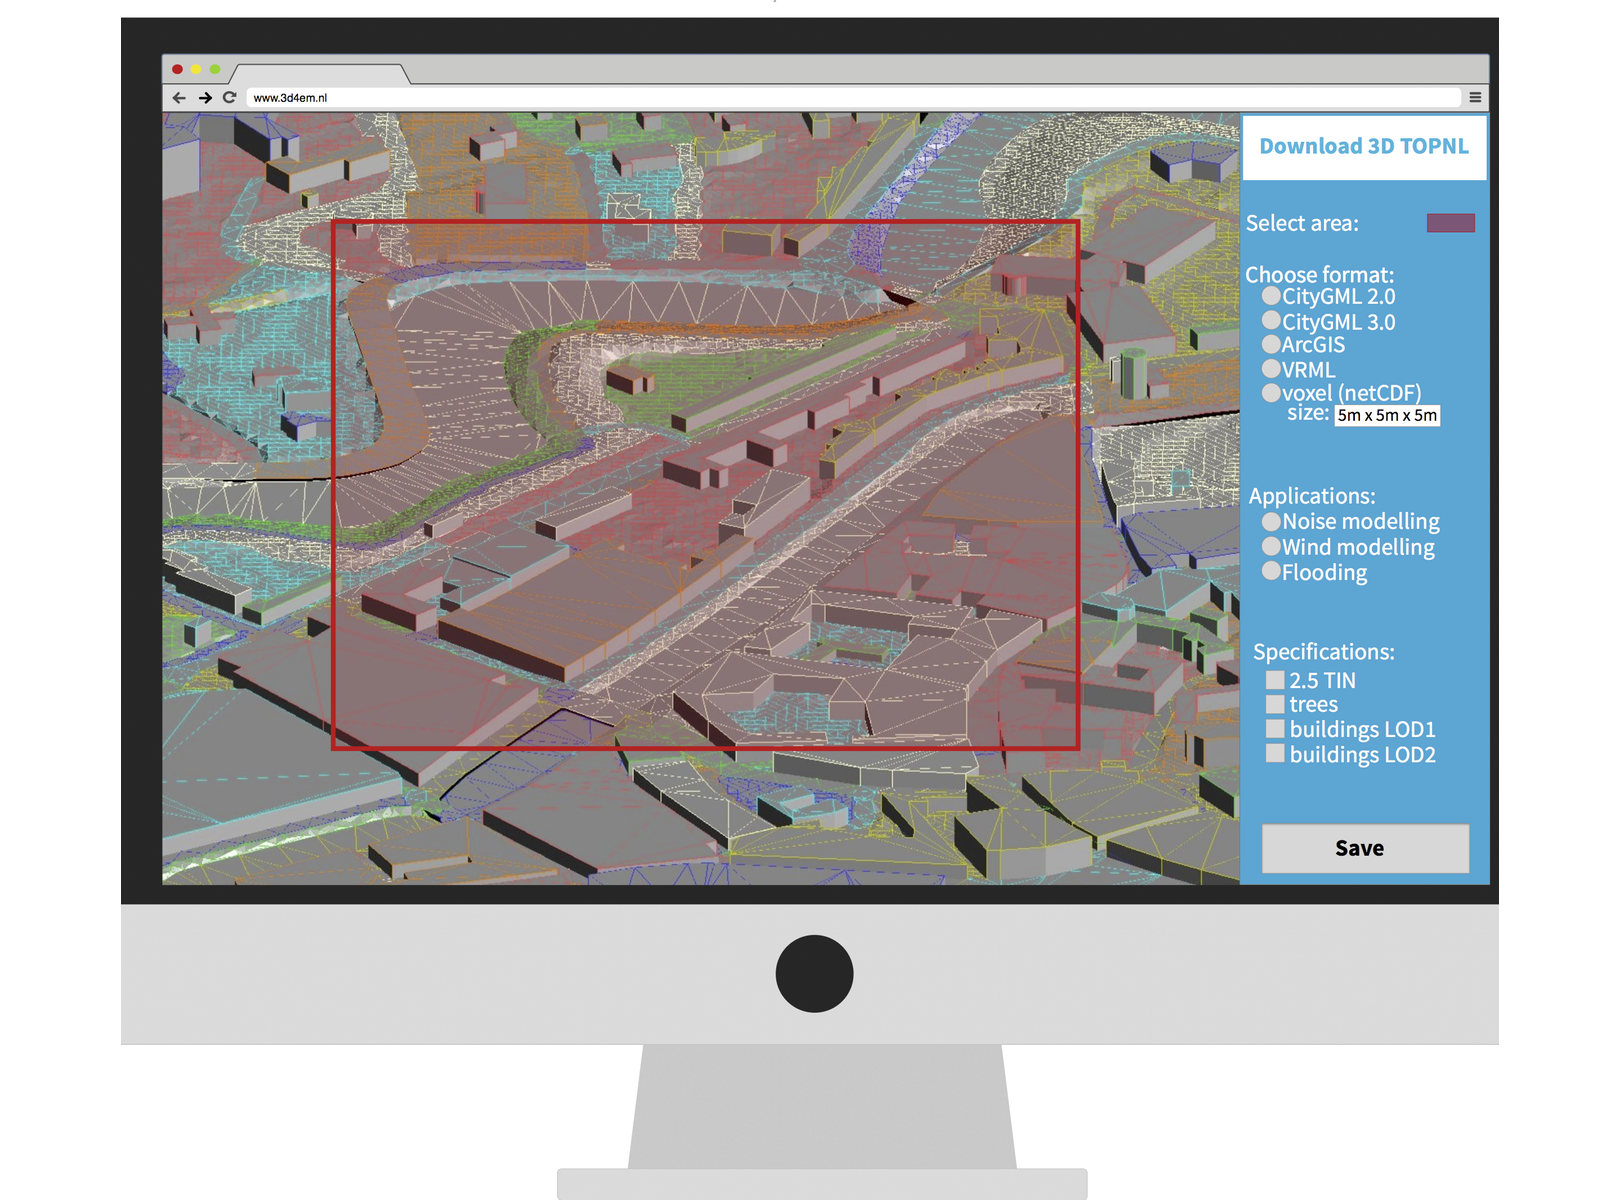 www.3d4em.nl
Download 3D TOPNL
Select area:
Choose format:
CityGML 2.0
CityGML 3.0
ArcGIS
VRML
voxel (netCDF)
size: 5m x 5m x 5m
Applications:
Noise modelling
Wind modelling
Flooding
Specifications:
2.5 TIN
trees
buildings LOD1
buildings LOD2
Save